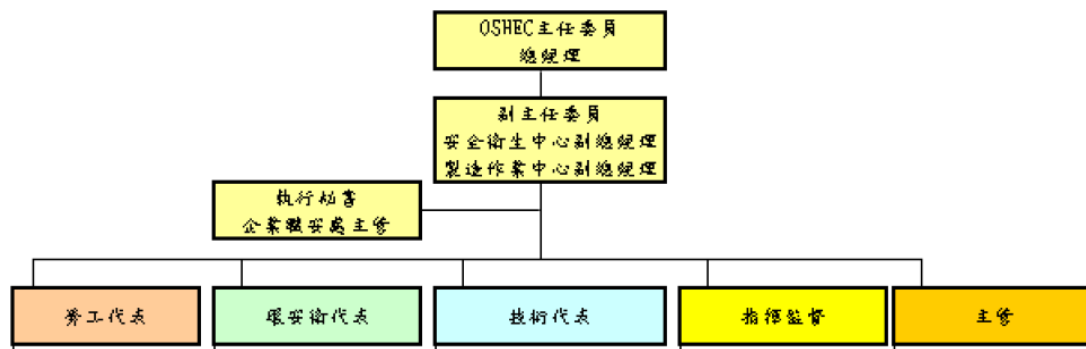 OSHEC主任委員
總經理
副主任委員
安全衛生中心副總經理
製造作業中心副總經理
執行秘書
企業職安處主管
勞工代表
環安衛代表
技術代表
指揮監督
主管